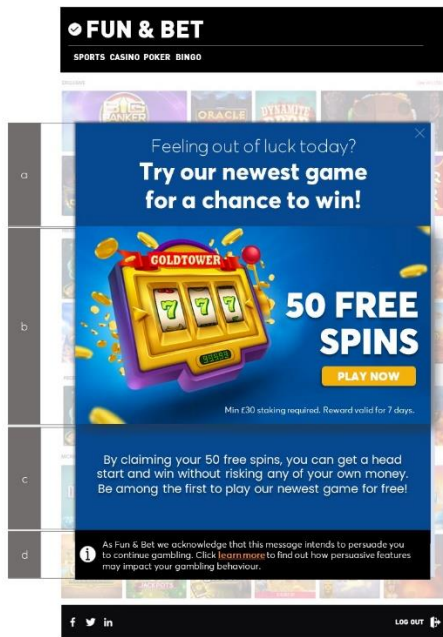 FUN & BET
SPORTS CASINO POKER BINGO
EXCLUSIVE
BIG
BANKER
ORACLE
DYNAMITE
Feeling out of luck today?
Try our newest game
for a chance to win!
a
GOLDTOWER
7 7 7
99999
50 FREE
SPINS
PLAY NOW
Min £30 staking required. Reward valid for 7 days.
b
By claiming your 50 free spins, you can get a head
start and win without risking any of your own money.
Be among the first to play our newest game for free!
c
As Fun & Bet we acknowledge that this message intends to persuade you
to continue gambling. Click learn more to find out how persuasive features
may impact your gambling behaviour.
d
LOG OUT